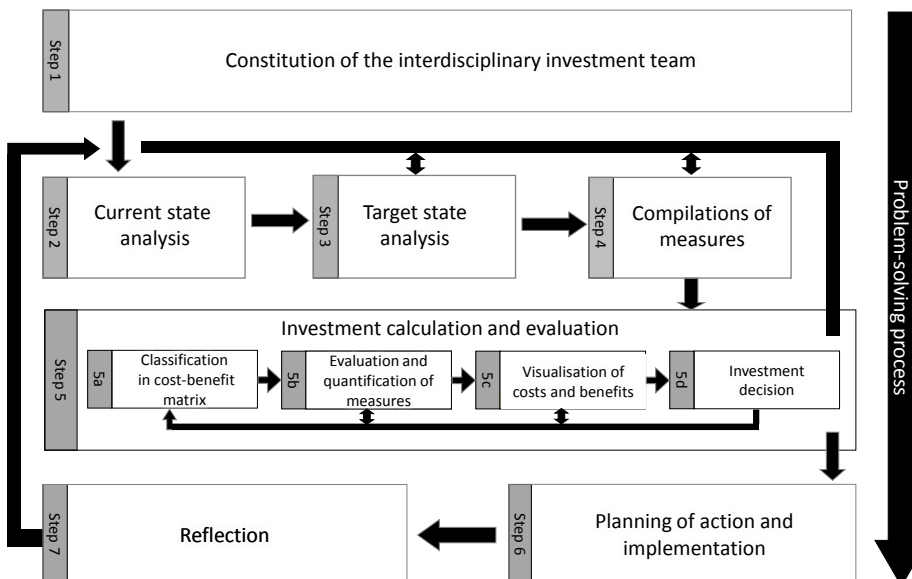 Step 1
Constitution of the interdisciplinary investment team
Step 2
Current state
analysis
Step 3
Target state
analysis
Step 4
Compilations of
measures
Step 5
Investment calculation and evaluation
5a
Classification
in cost-benefit
matrix
5b
Evaluation and
quantification of
measures
5c
Visualisation of
costs and benefits
5d
Investment
decision
Step 6
Planning of action and
implementation
Step 7
Reflection
Problem-solving process